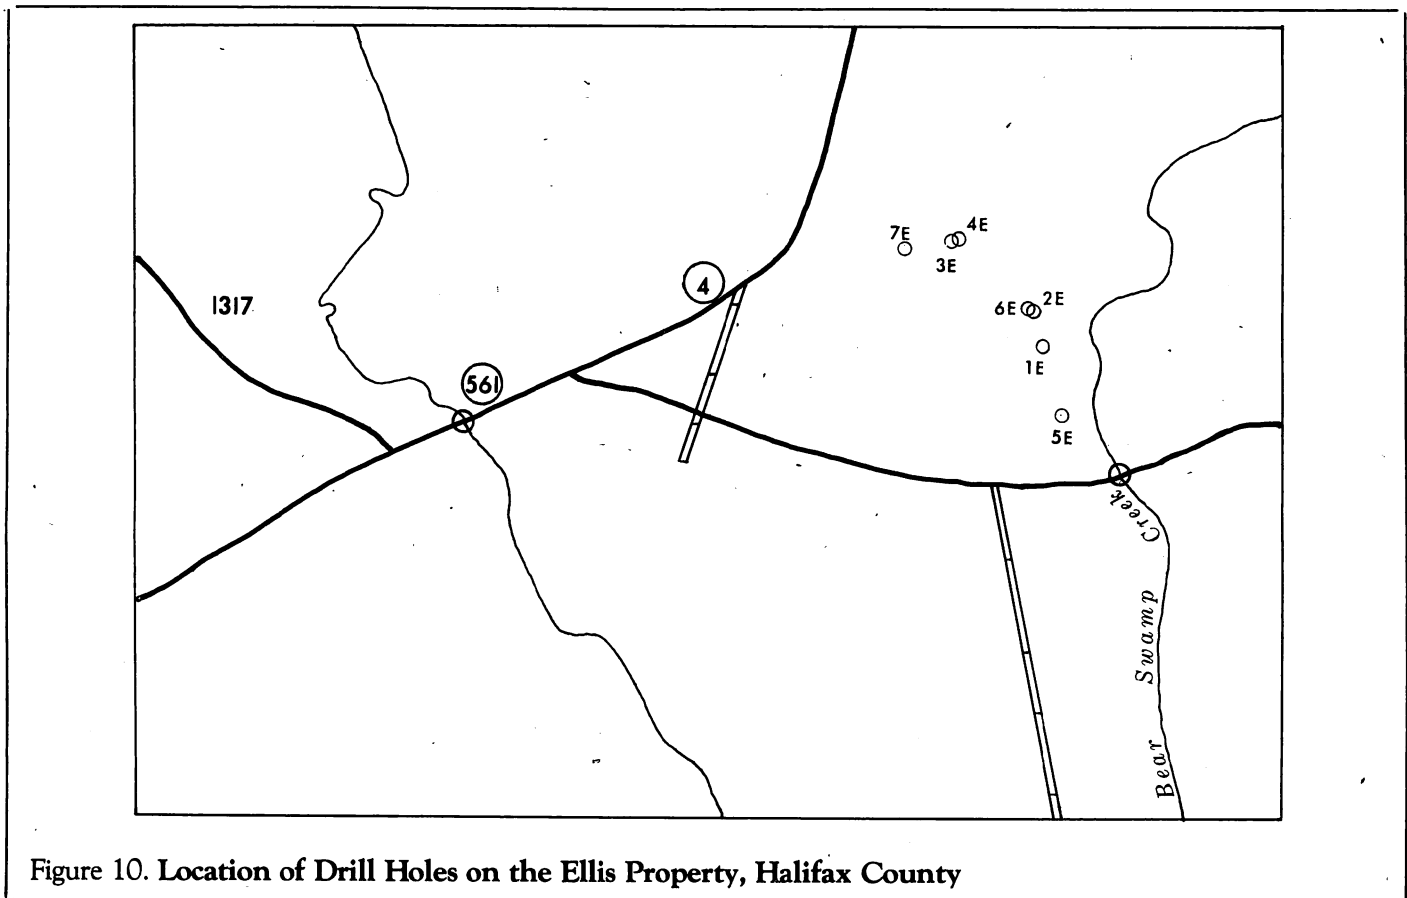 7E
4E
3E
4
1317
6E
2E
1E
561
5E
Bear Swamp Creek
Figure 10. Location of Drill Holes on the Ellis Property, Halifax County